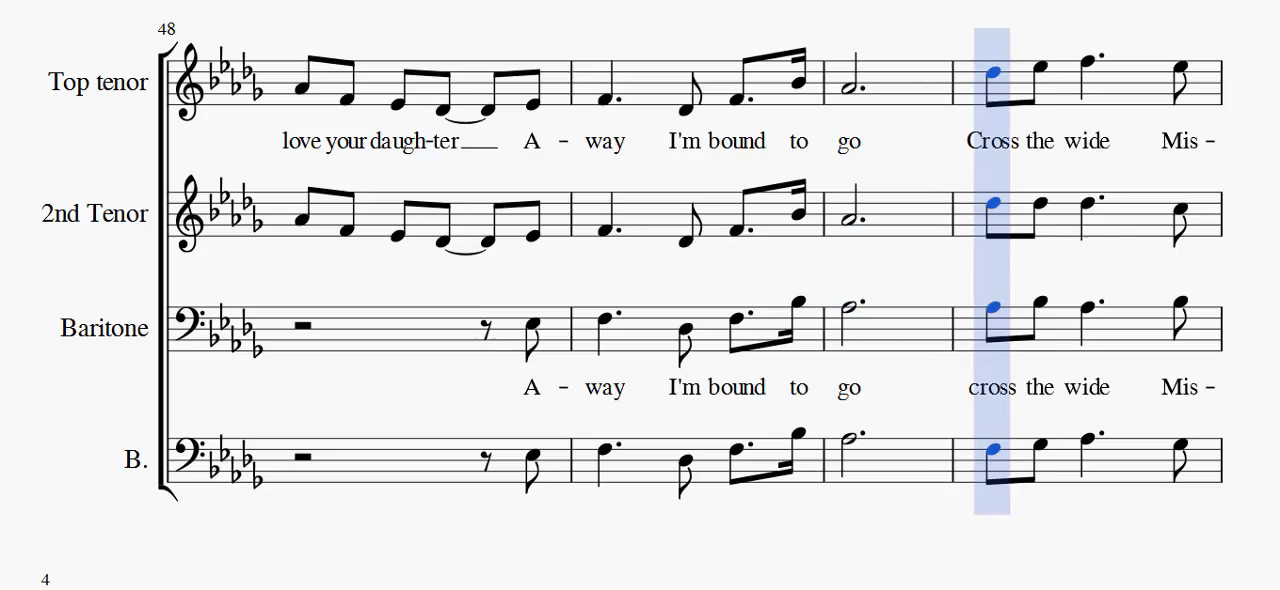 48
Top tenor
love your daugh-ter___ A - way I'm bound to go Cross the wide Mis -
2nd Tenor
Baritone
A - way I'm bound to go cross the wide Mis -
B.
4